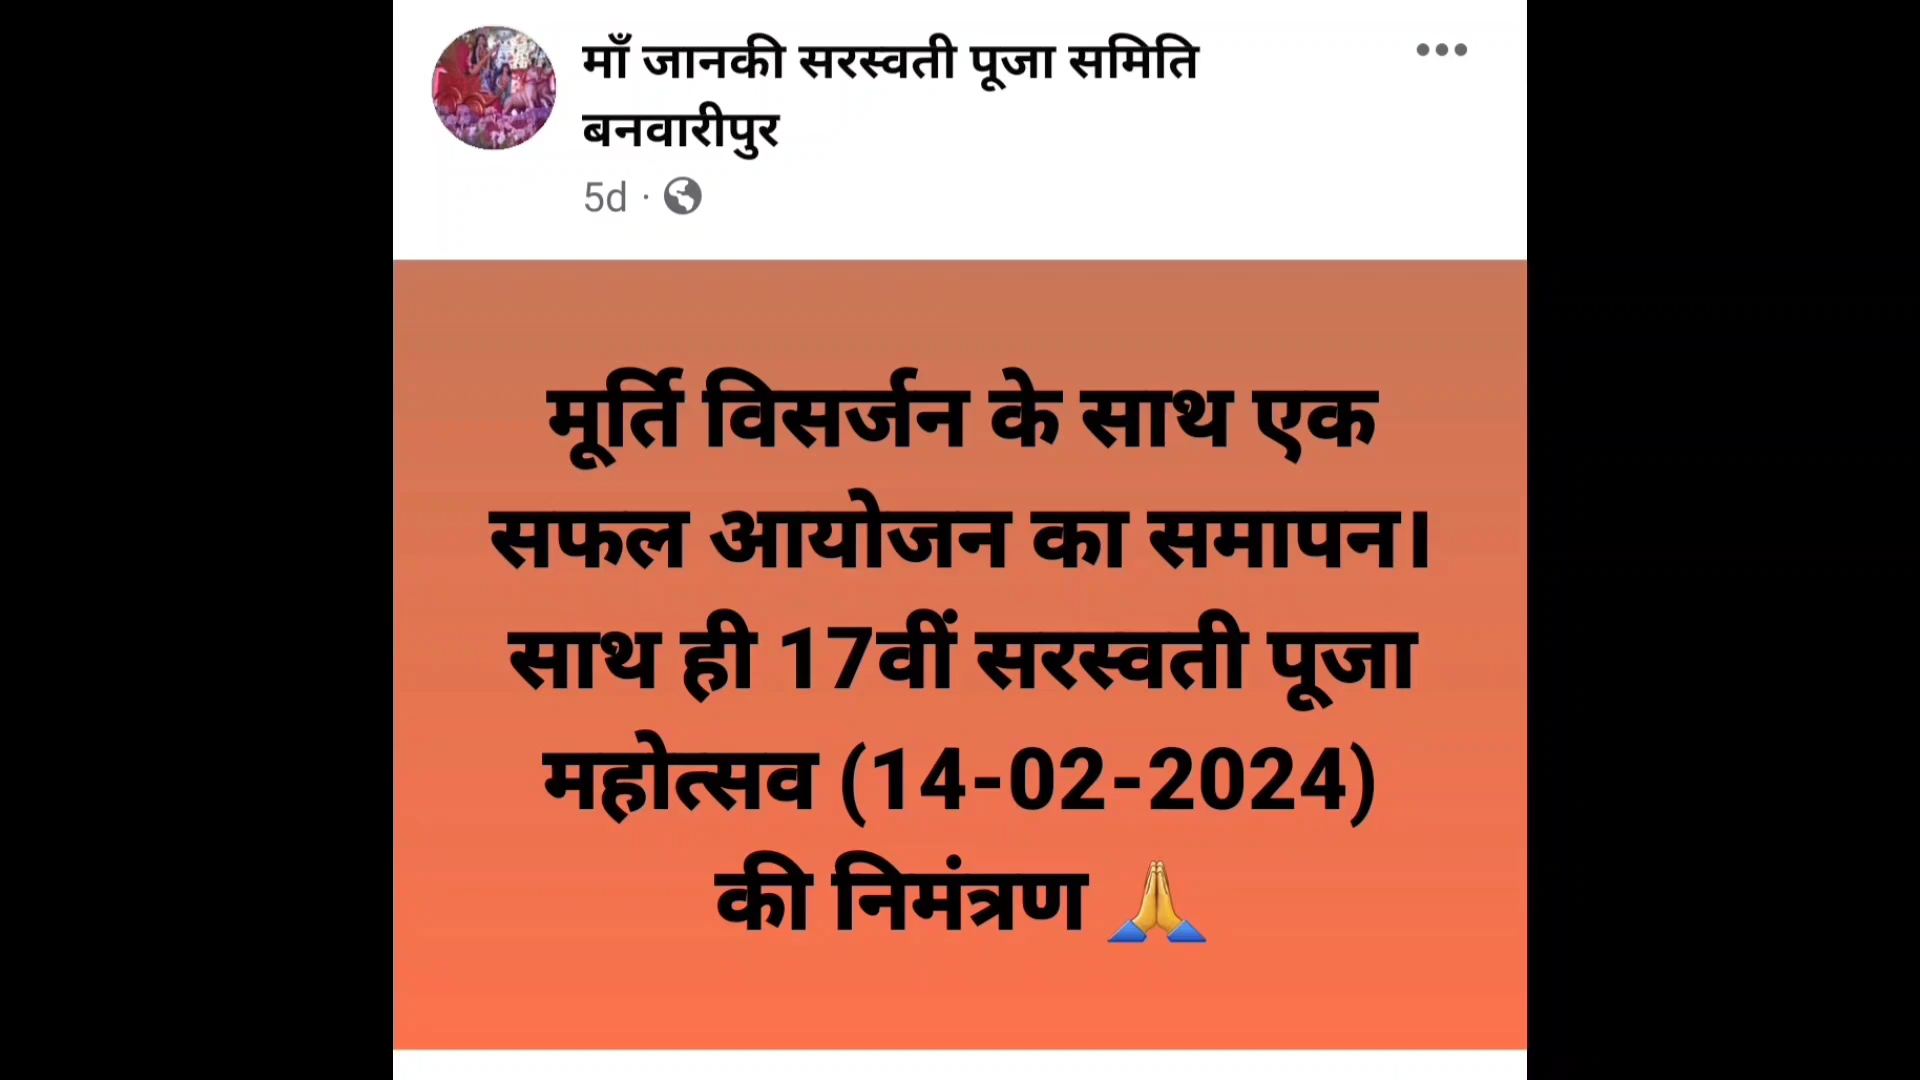 माँ जानकी सरस्वती पूजा समिति
बनवारीपुर
5d ·
मूर्ति विसर्जन के साथ एक
सफल आयोजन का समापन।
साथ ही 17वीं सरस्वती पूजा
महोत्सव (14-02-2024)
की निमंत्रण 🙏